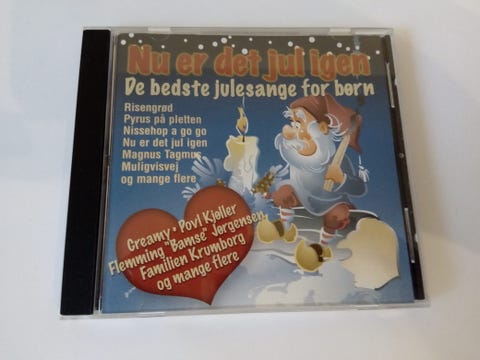 Nu er det jul igen
De bedste julesange for børn
Risengrød
Pyrus på pletten
Nissehop a go go
Nu er det jul igen
Magnus Tagmus
Muligvisvej
og mange flere
Creamy • Povl Kjøller
Flemming "Bamse" Jørgensen
Familien Krumborg
og mange flere